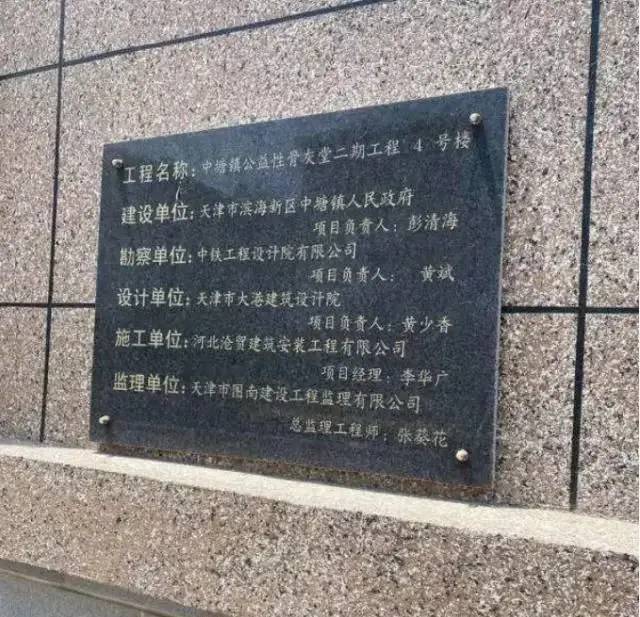 工程名称：中塘镇公益性骨灰堂二期工程 4 号楼
建设单位：天津市滨海新区中塘镇人民政府
项目负责人：彭清海
勘察单位：中铁工程设计院有限公司
项目负责人： 黄斌
设计单位：天津市大港建筑设计院
项目负责人：黄少香
施工单位：河北沧贸建筑安装工程有限公司
项目经理：李华广
监理单位：天津市图南建设工程监理有限公司
总监理工程师：张葵花